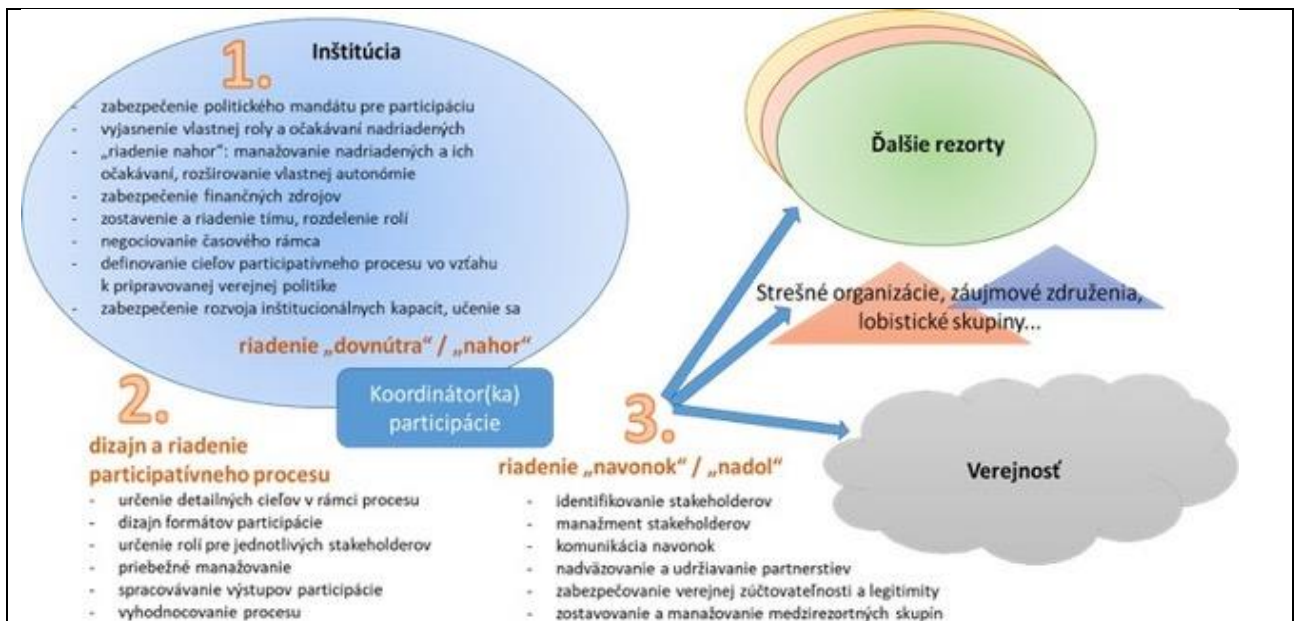 1.
Inštitúcia
- zabezpečenie politického mandátu pre participáciu
- vyjasnenie vlastnej roly a očakávaní nadriadených
- „riadenie nahor“: manažovanie nadriadených a ich
očakávaní, rozširovanie vlastnej autonómie
- zabezpečenie finančných zdrojov
- zostavenie a riadenie tímu, rozdelenie rolí
- negociovanie časového rámca
- definovanie cieľov participatívneho procesu vo vzťahu
k pripravovanej verejnej politike
- zabezpečenie rozvoja inštitucionálnych kapacít, učenie sa
riadenie „dovnútra“ / „nahor“
Koordinátor(ka)
participácie
2.
dizajn a riadenie
participatívneho procesu
- určenie detailných cieľov v rámci procesu
- dizajn formátov participácie
- určenie rolí pre jednotlivých stakeholderov
- priebežné manažovanie
- spracovávanie výstupov participácie
- vyhodnocovanie procesu
3.
riadenie „navonok“ / „nadol“
- identifikovanie stakeholderov
- manažment stakeholderov
- komunikácia navonok
- nadväzovanie a udržiavanie partnerstiev
- zabezpečovanie verejnej zúčtovateľnosti a legitimity
- zostavovanie a manažovanie medzirezortných skupín
Ďalšie rezorty
Strešné organizácie, záujmové združenia,
lobistické skupiny...
Verejnosť